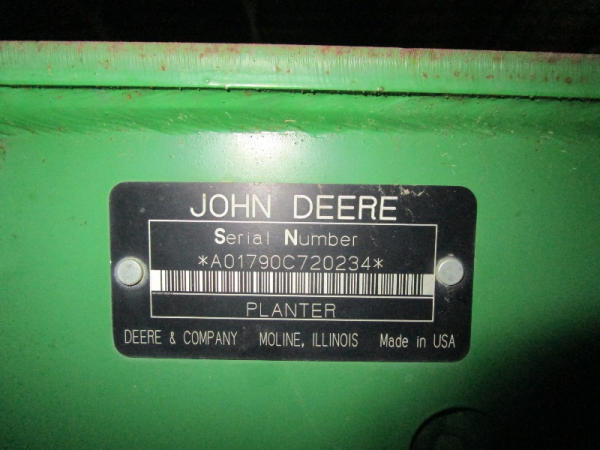 JOHN DEERE
Serial Number
*A01790C720234*
PLANTER
DEERE & COMPANY MOLINE, ILLINOIS Made in USA